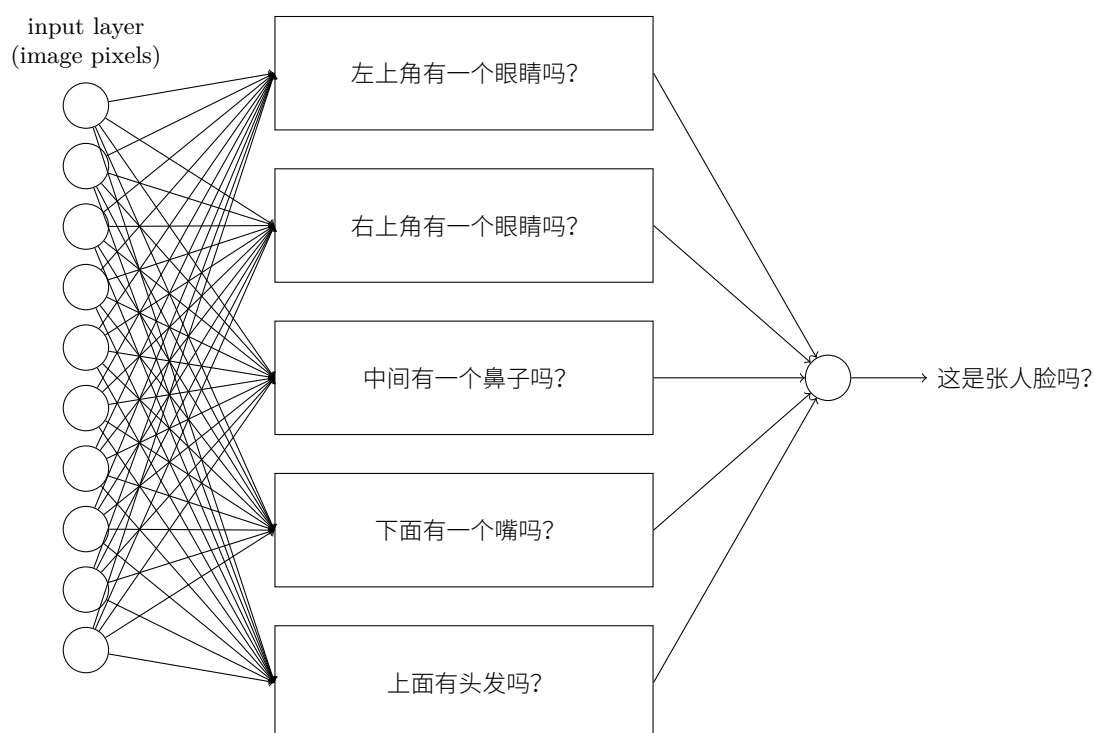 input layer
(image pixels)
左上角有一个眼睛吗？
右上角有一个眼睛吗？
中间有一个鼻子吗？
下面有一个嘴吗？
上面有头发吗？
这是张人脸吗？